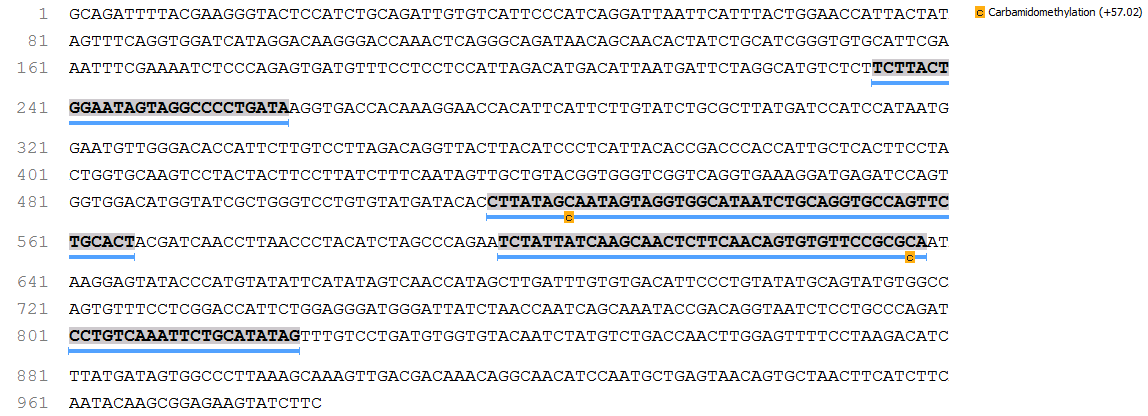 1 GCAGATTTTACGAAGGGTACTCCATCTGCAGATTGTGTCATTCCCATCAGGATTAATTCATTTACTGGAACCATTACTAT
C Carbamidomethylation (+57.02)
81 AGTTTCAGGTGGATCATAGGACAAGGGACCAAACTCAGGGCAGATAACAGCAACACTATCTGCATCGGGTGTGCATTCGA
161 AATTTCGAAAATCTCCCAGAGTGATGTTTCCTCCTCCATTAGACATGACATTAATGATTCTAGGCATGTCTCTTCTTACT
241 GGAATAGTAGGCCCCTGATAAGGTGACCACAAAGGAACCACATTCATTCTTGTATCTGCGCTTATGATCCATCCATAATG
321 GAATGTTGGGACACCATTCTTGTCCTTAGACAGGTTACTTACATCCCTCATTACACCGACCCACCATTGCTCACTTCCTA
401 CTGGTGCAAGTCCTACTACTTCCTTATCTTTCAATAGTTGCTGTACGGTGGGTCGGTCAGGTGAAAGGATGAGATCCAGT
481 GGTGGACATGGTATCGCTGGGTCCTGTGTATGATACACCTTATAGCAATAGTAGGTGGCATAATCTGCAGGTGCCAGTTC
C
561 TGCACTACGATCAACCTTAACCCTACATCTAGCCCAGAATCTATTATCAAGCAACTCTTCAACAGTGTGTTCCGCGCAAT
C
641 AAGGAGTATACCCATGTATATTCATATAGTCAACCATAGCTTGATTTGTGTGACATTCCCTGTATATGCAGTATGTGGCC
721 AGTGTTTCCTCGGACCATTCTGGAGGGATGGGATTATCTAACCAATCAGCAAATACCGACAGGTAATCTCCTGCCCAGAT
801 CCTGTCAAATTCTGCATATAGTTTGTCCTGATGTGGTGTACAATCTATGTCTGACCAACTTGGAGTTTTCCTAAGACATC
881 TTATGATAGTGGCCCTTAAAGCAAAGTTGACGACAAACAGGCAACATCCAATGCTGAGTAACAGTGCTAACTTCATCTTC
961 AATACAAGCGGAGAAGTATCTTC